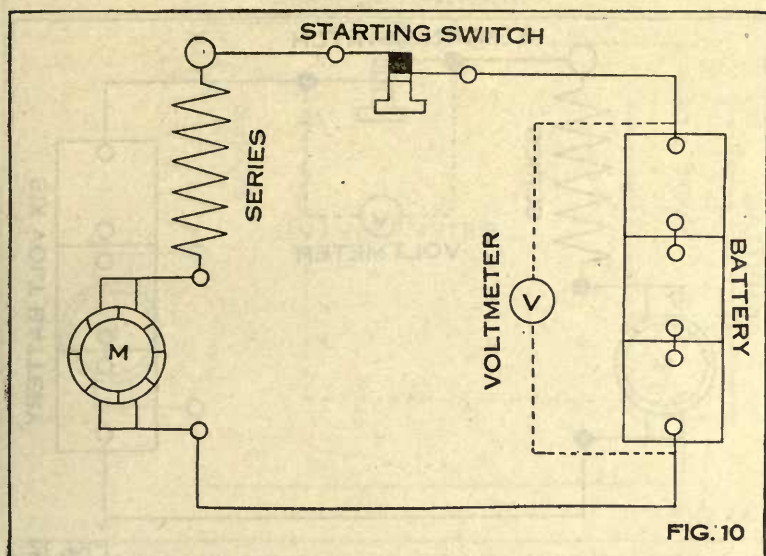 STARTING SWITCH
SERIES
M
VOLTMETER
V
BATTERY
FIG. 10